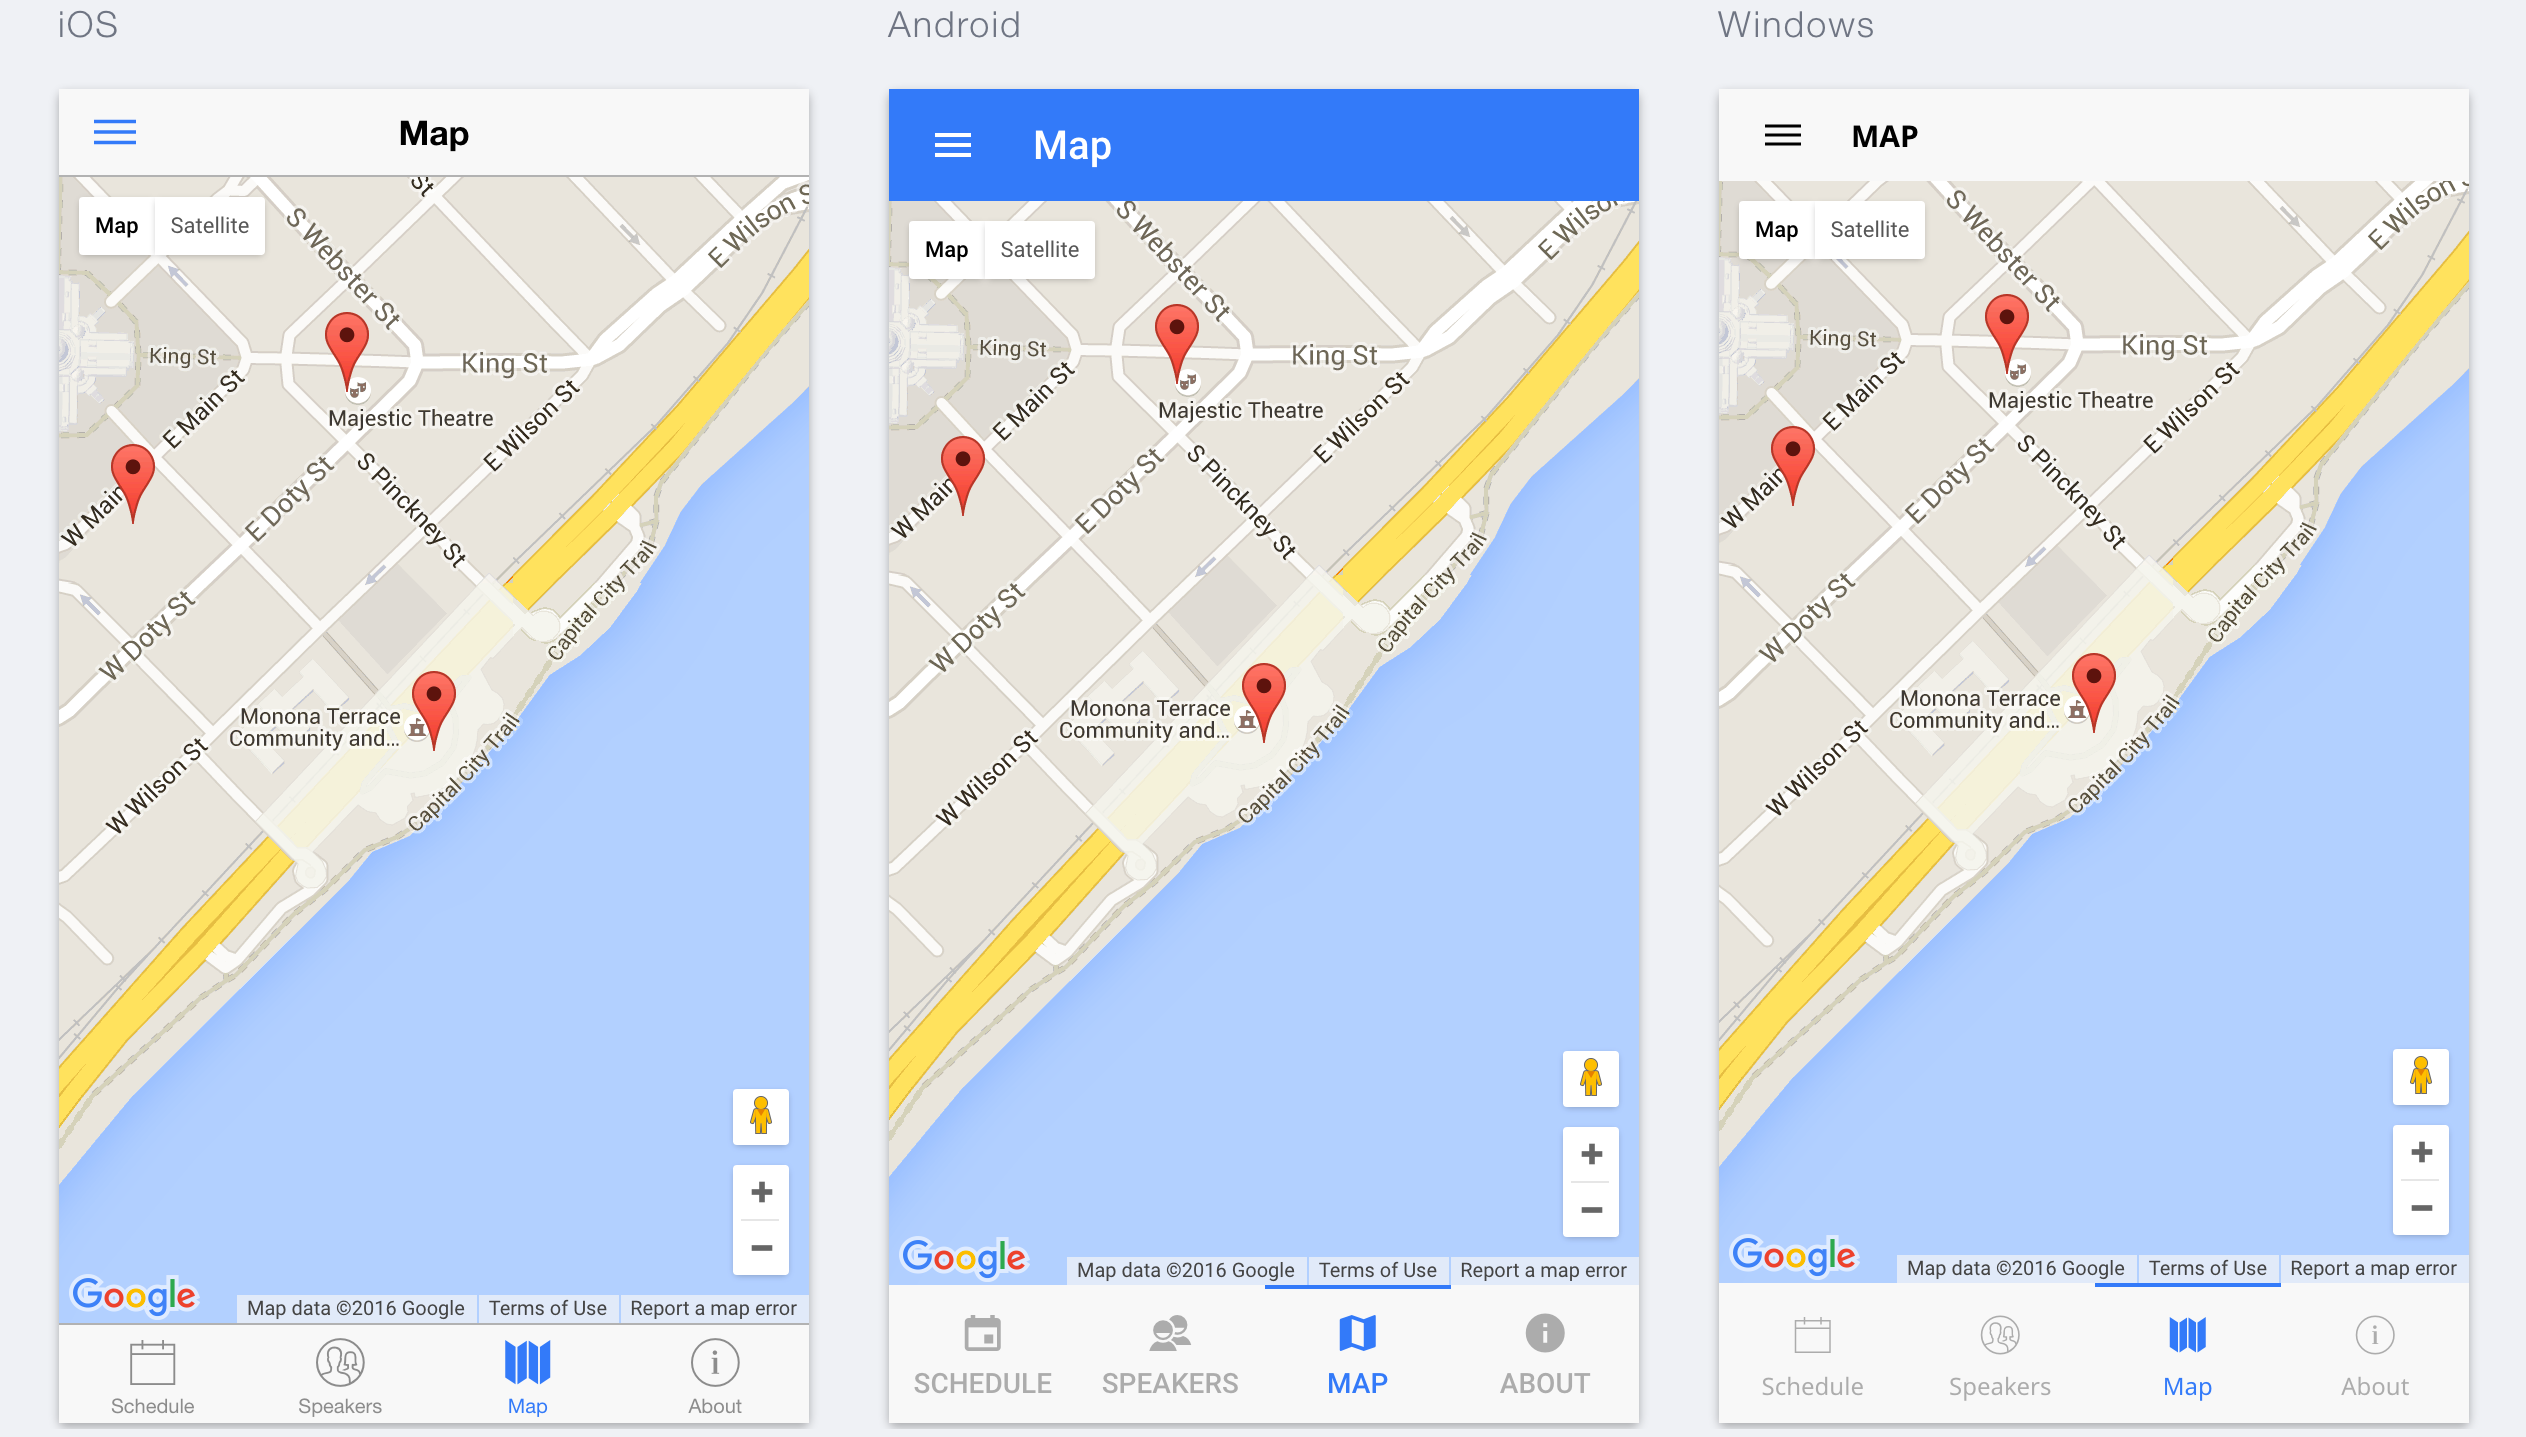 iOS
Map
Map
Satellite
St
S Webster St
E Wilson S
King St
King St
E Main St
Majestic Theatre
E Wilson St
W Main
E Doty St
S Pinckney St
Capital City Trail
W Doty St
Monona Terrace
Community and...
Capital City Trail
W Wilson St
Google
Map data ©2016 Google
Terms of Use
Report a map error
Schedule
Speakers
Map
About
Android
Map
Map
Satellite
S Webster St
E Wilson
King St
King St
E Main St
Majestic Theatre
E Wilson St
W Main
E Doty St
S Pinckney St
Capital City Trail
W Doty St
Monona Terrace
Community and...
Capital City Trail
W Wilson St
Google
Map data ©2016 Google
Terms of Use
Report a map error
SCHEDULE
SPEAKERS
MAP
ABOUT
Windows
MAP
Map
Satellite
S Webster St
E Wilson S
King St
King St
E Main St
Majestic Theatre
E Wilson St
W Main
E Doty St
S Pinckney St
Capital City Trail
W Doty St
Monona Terrace
Community and...
Capital City Trail
W Wilson St
Google
Map data ©2016 Google
Terms of Use
Report a map error
Schedule
Speakers
Map
About